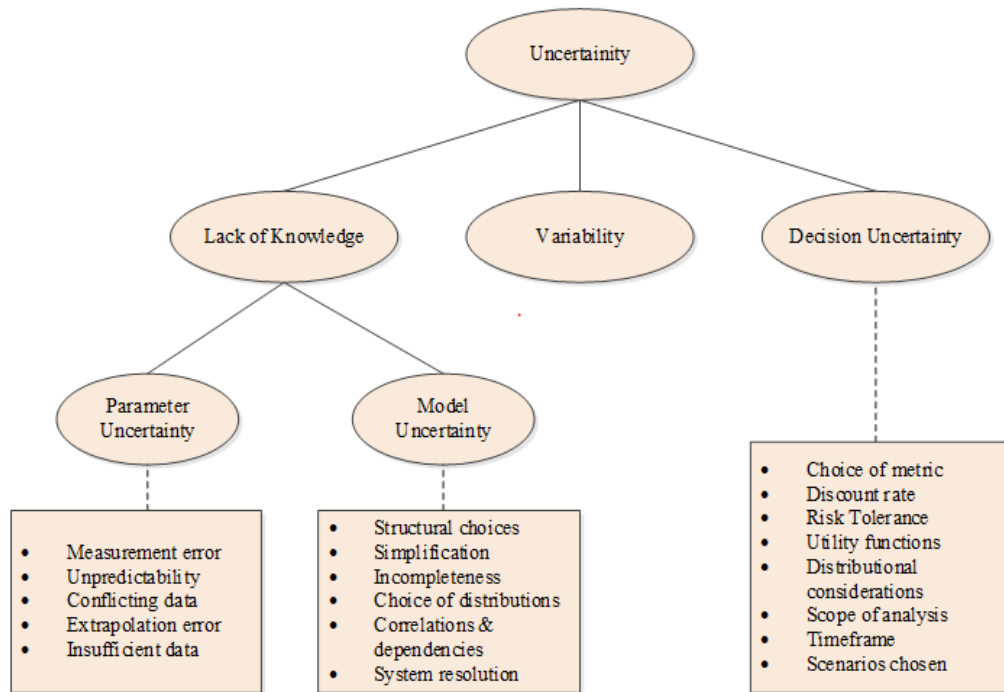 Uncertainity
Lack of Knowledge
Variability
Decision Uncertainty
Parameter
Uncertainty
Model
Uncertainty
• Measurement error
• Unpredictability
• Conflicting data
• Extrapolation error
• Insufficient data
• Structural choices
• Simplification
• Incompleteness
• Choice of distributions
• Correlations &
dependencies
• System resolution
• Choice of metric
• Discount rate
• Risk Tolerance
• Utility functions
• Distributional
considerations
• Scope of analysis
• Timeframe
• Scenarios chosen